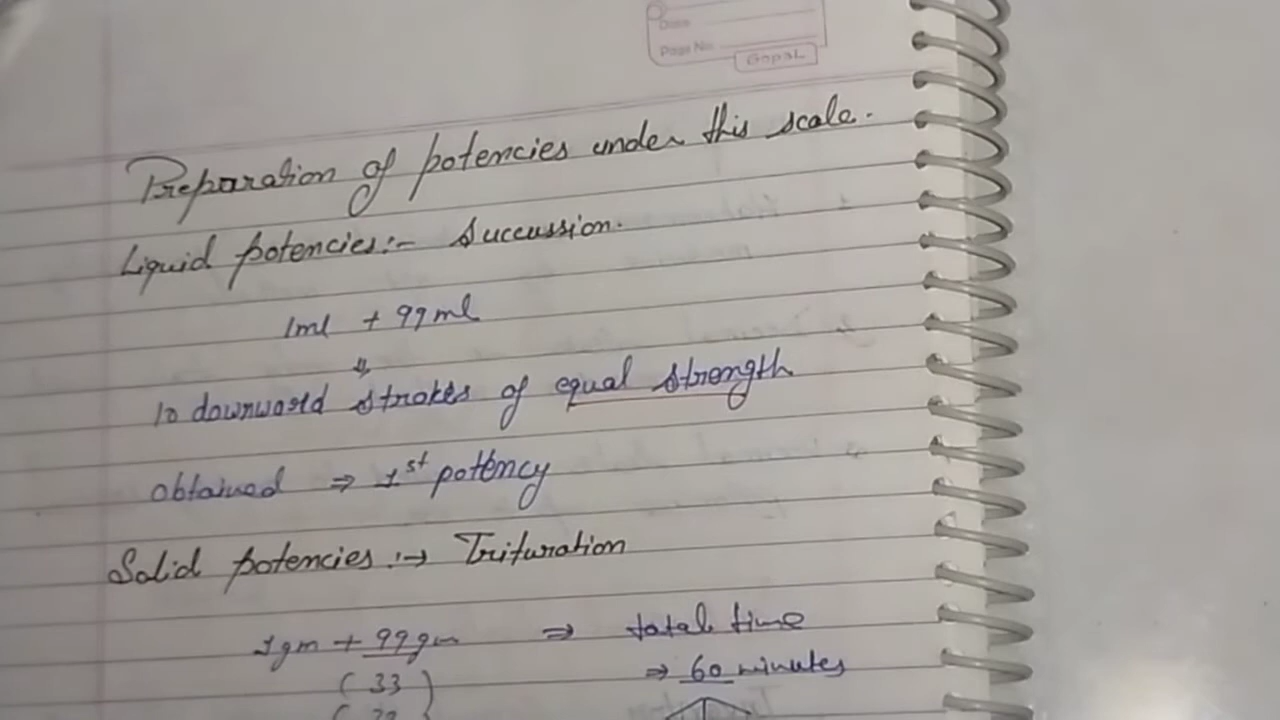 Date
Page No.
Gopal
Preparation of potencies under this scale.
Liquid potencies:- Succussion.
1ml + 99ml
⇓
10 downward strokes of equal strength
obtained ⇒ 1st potency
Solid potencies :→ Trituration
1gm + 99gm ⇒ total time
( 33 ) ⇒ 60 minutes